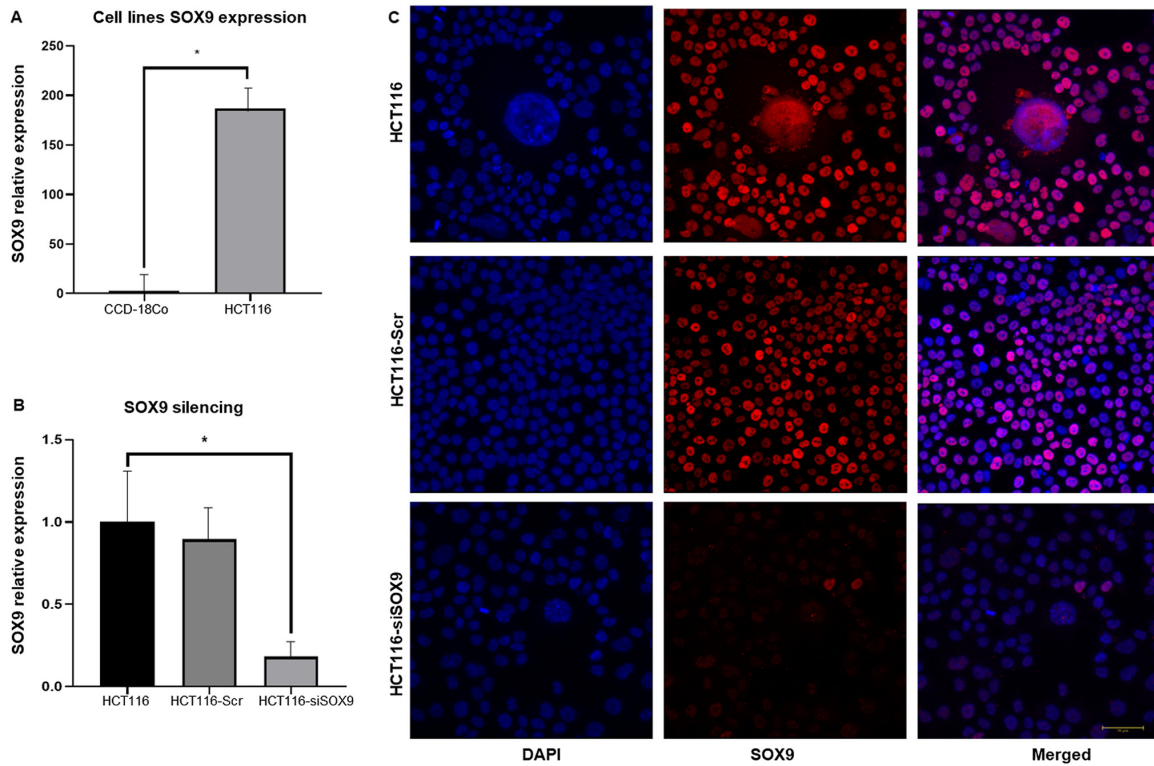 A
Cell lines SOX9 expression
SOX9 relative expression
250
200
150
100
50
0
*
CCD-18Co
HCT116
B
SOX9 silencing
SOX9 relative expression
1.5
1.0
0.5
0.0
*
HCT116
HCT116-Scr
HCT116-siSOX9
C
HCT116
HCT116-Scr
HCT116-siSOX9
DAPI
SOX9
Merged